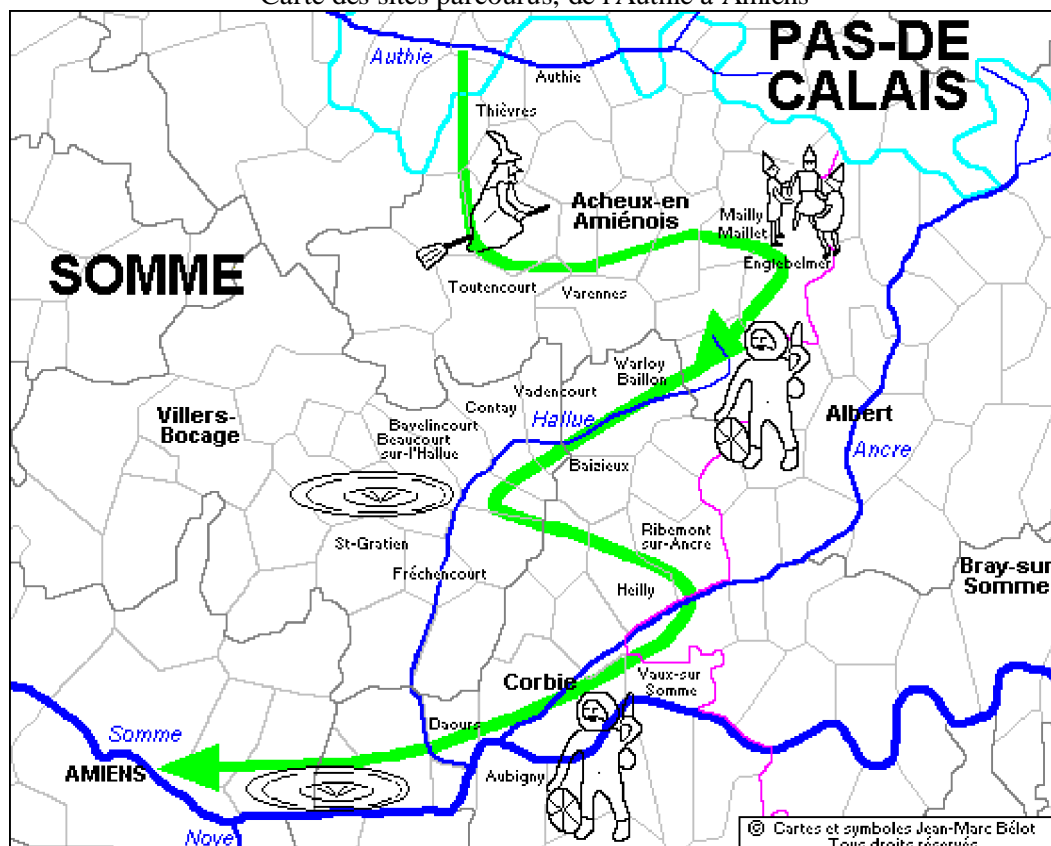 Carte des sites parcourus, de l'Authie à Amiens
PAS-DE
CALAIS
Authie
Authie
Thièvres
Acheux-en
Amiénois
Mailly
Maillet
Engiebelmer
SOMME
Toutencourt
Varennes
Warloy
Baillon
Vadencourt
Contay
Hallue
Villers-
Bocage
Bavelincourt
Beaucourt
sur-l'Hallue
Albert
Ancre
Baizieux
St-Gratien
Ribemont
sur-Ancre
Fréchencourt
Heilly
Bray-sur
Somme
Corbie
Vaux-sur
Somme
Daours
Somme
AMIENS
Aubigny
Noye
© Cartes et symboles Jean-Marc Bélot
Tous droits réservés